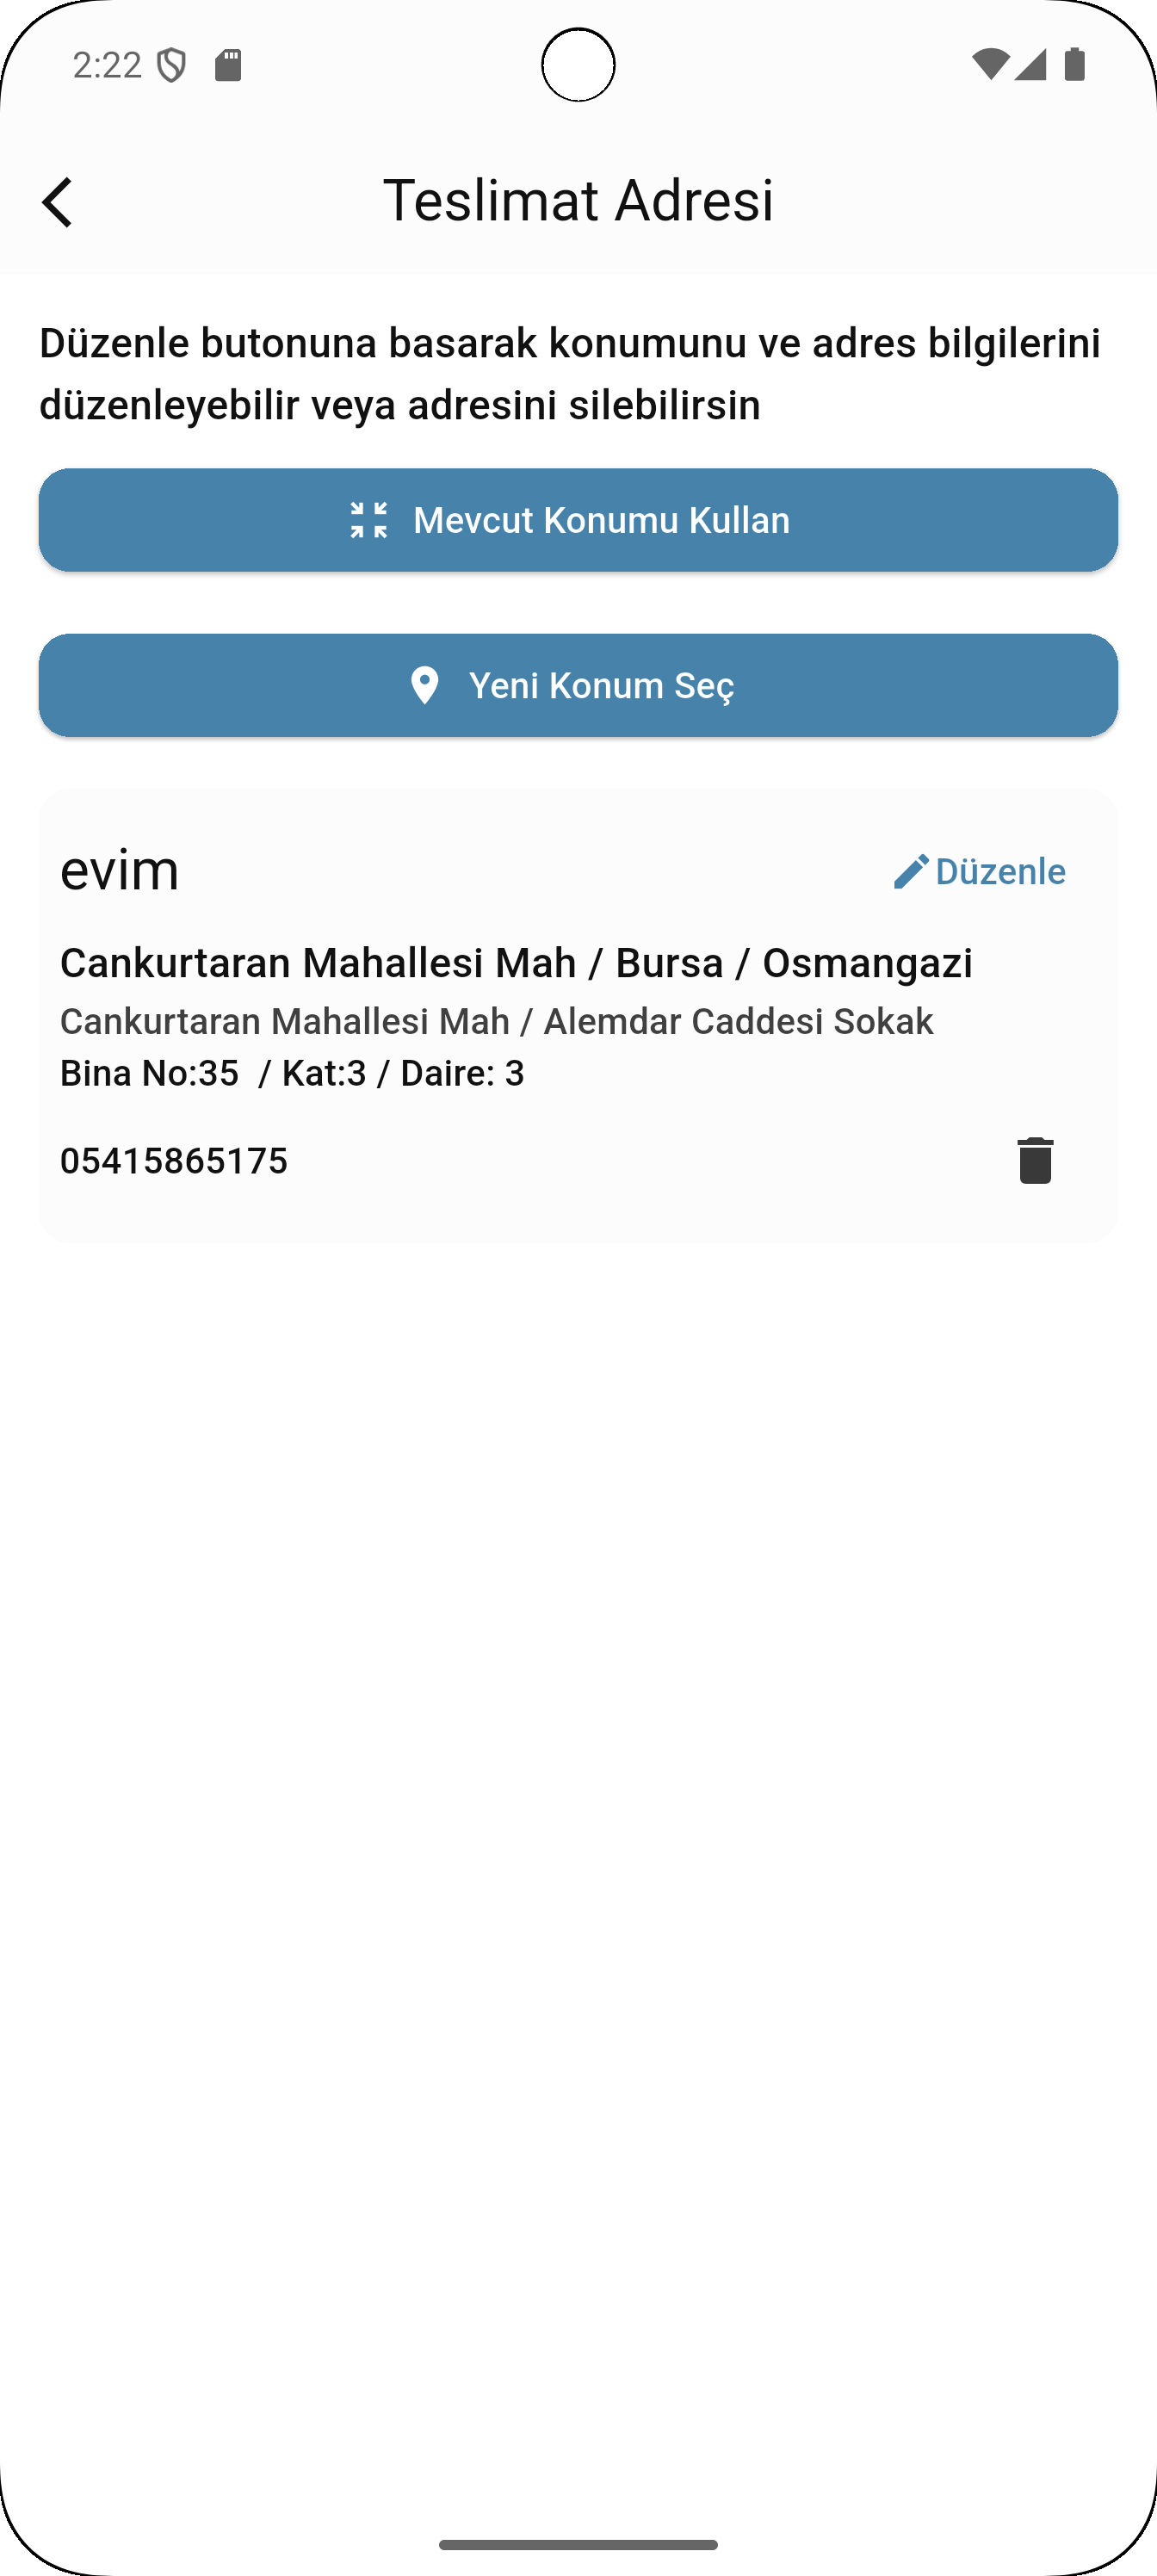 2:22
Teslimat Adresi
Düzenle butonuna basarak konumunu ve adres bilgilerini
düzenleyebilir veya adresini silebilirsin
Mevcut Konumu Kullan
Yeni Konum Seç
evim
Düzenle
Cankurtaran Mahallesi Mah / Bursa / Osmangazi
Cankurtaran Mahallesi Mah / Alemdar Caddesi Sokak
Bina No:35  / Kat:3 / Daire: 3
05415865175